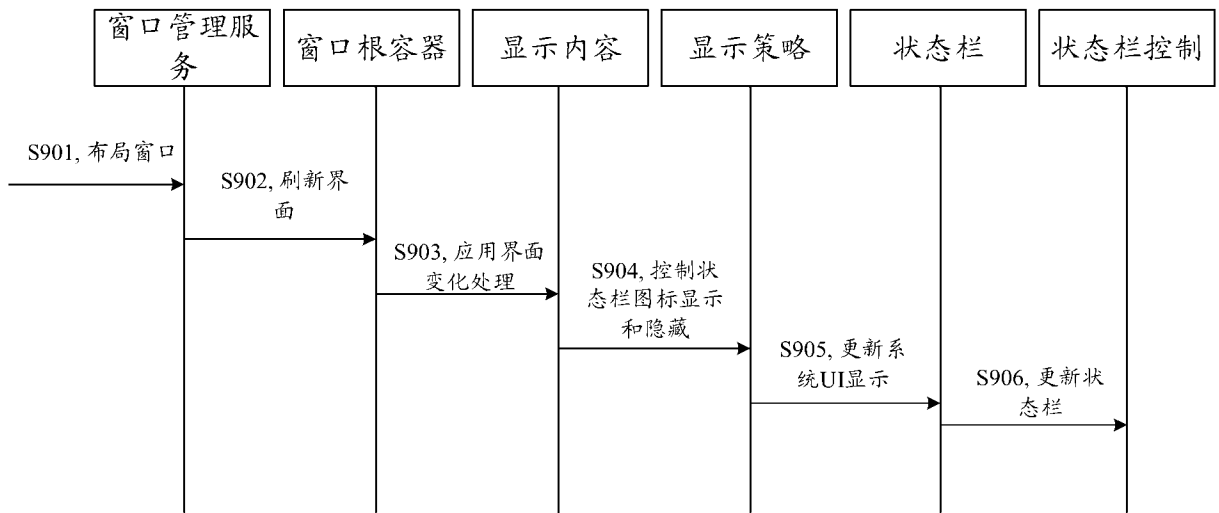 窗口管理服
务
窗口根容器
显示内容
显示策略
状态栏
状态栏控制
S901, 布局窗口
S902, 刷新界
面
S903, 应用界面
变化处理
S904, 控制状
态栏图标显示
和隐藏
S905, 更新系
统UI显示
S906, 更新状
态栏